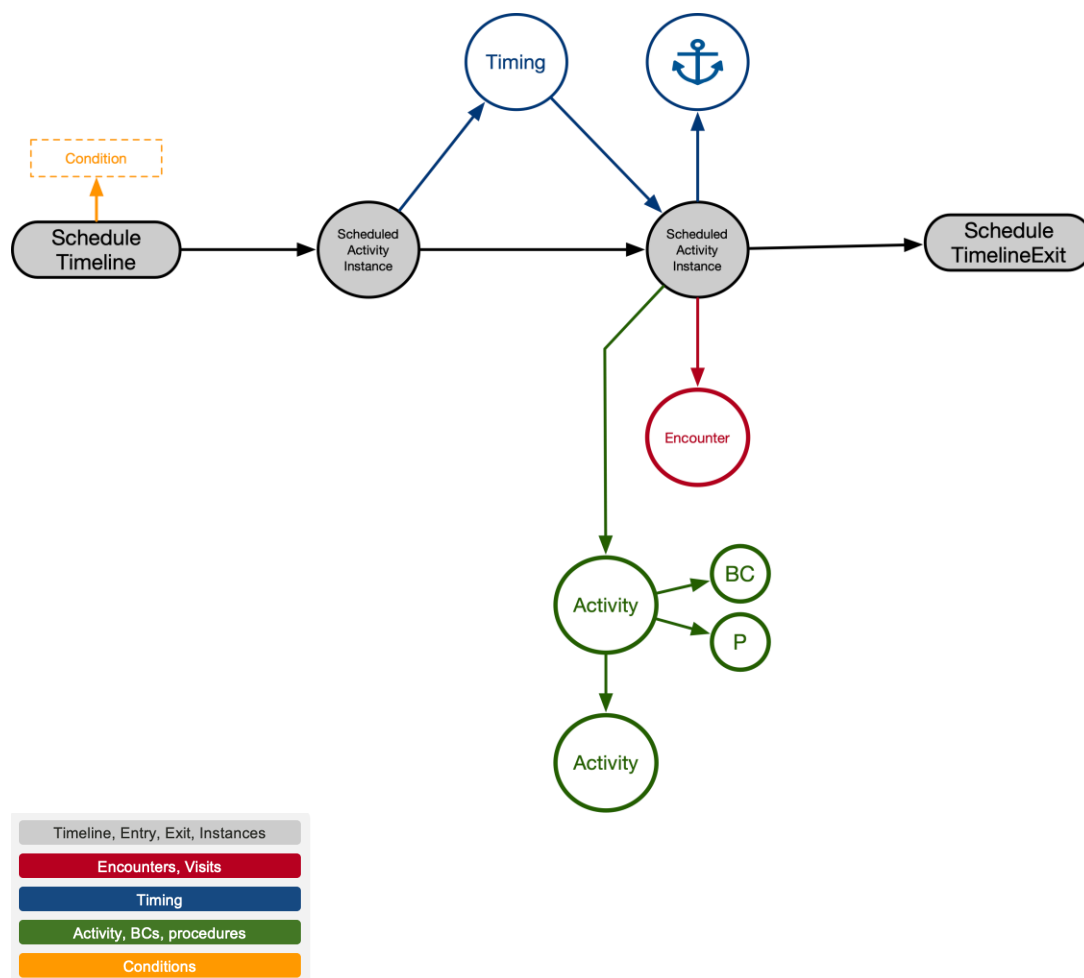 Timing
Condition
Schedule
Timeline
Scheduled
Activity
Instance
Scheduled
Activity
Instance
Schedule
TimelineExit
Encounter
Activity
BC
P
Activity
Timeline, Entry, Exit, Instances
Encounters, Visits
Timing
Activity, BCs, procedures
Conditions